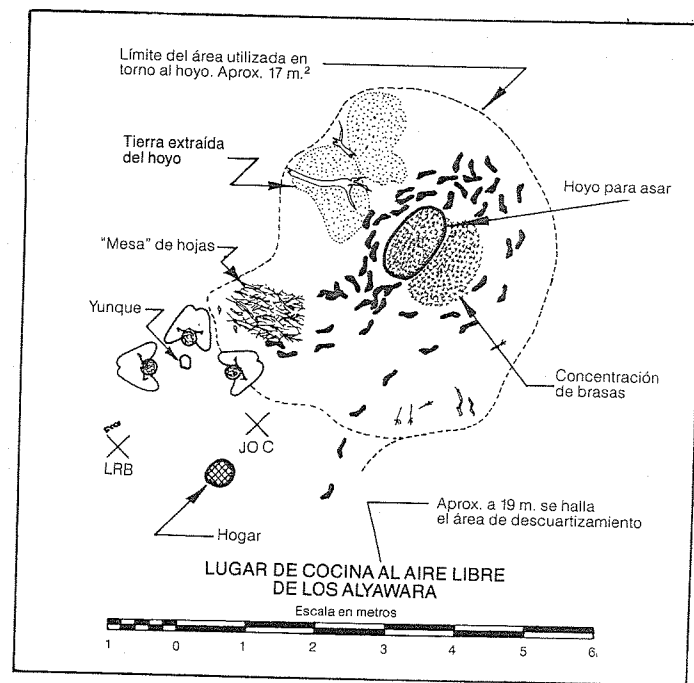 Límite del área utilizada en
torno al hoyo. Aprox. 17 m.²
Tierra extraída
del hoyo
Hoyo para asar
"Mesa" de hojas
Yunque
Concentración
de brasas
JO C
LRB
Aprox. a 19 m. se halla
el área de descuartizamiento
Hogar
LUGAR DE COCINA AL AIRE LIBRE
DE LOS ALYAWARA
Escala en metros
1 0 1 2 3 4 5 6